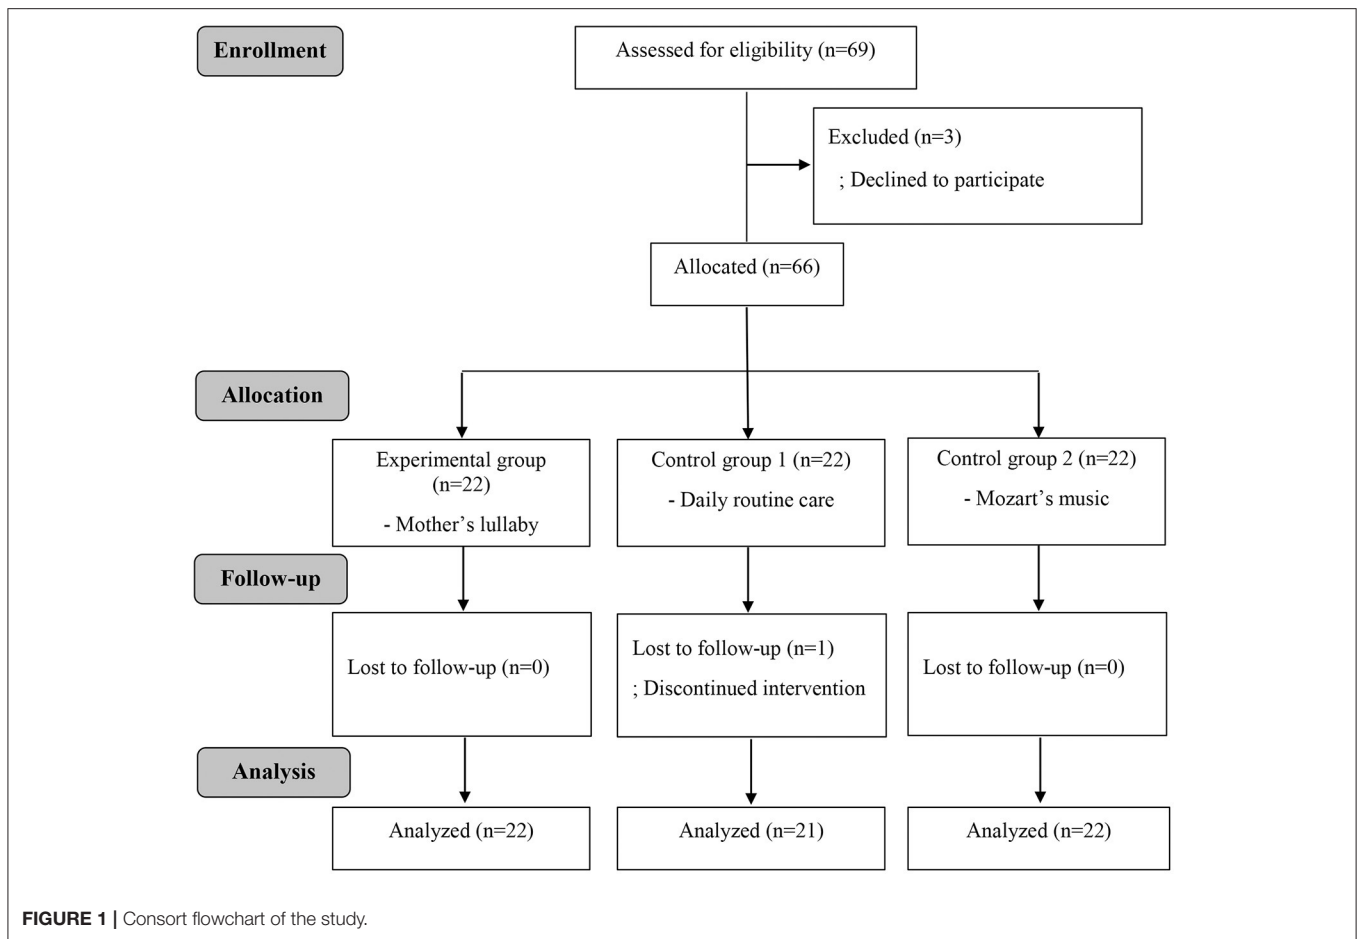 Enrollment
Assessed for eligibility (n=69)
Excluded (n=3)
; Declined to participate
Allocated (n=66)
Allocation
Experimental group
(n=22)
- Mother’s lullaby
Control group 1 (n=22)
- Daily routine care
Control group 2 (n=22)
- Mozart’s music
Follow-up
Lost to follow-up (n=0)
Lost to follow-up (n=1)
; Discontinued intervention
Lost to follow-up (n=0)
Analysis
Analyzed (n=22)
Analyzed (n=21)
Analyzed (n=22)
FIGURE 1 | Consort flowchart of the study.